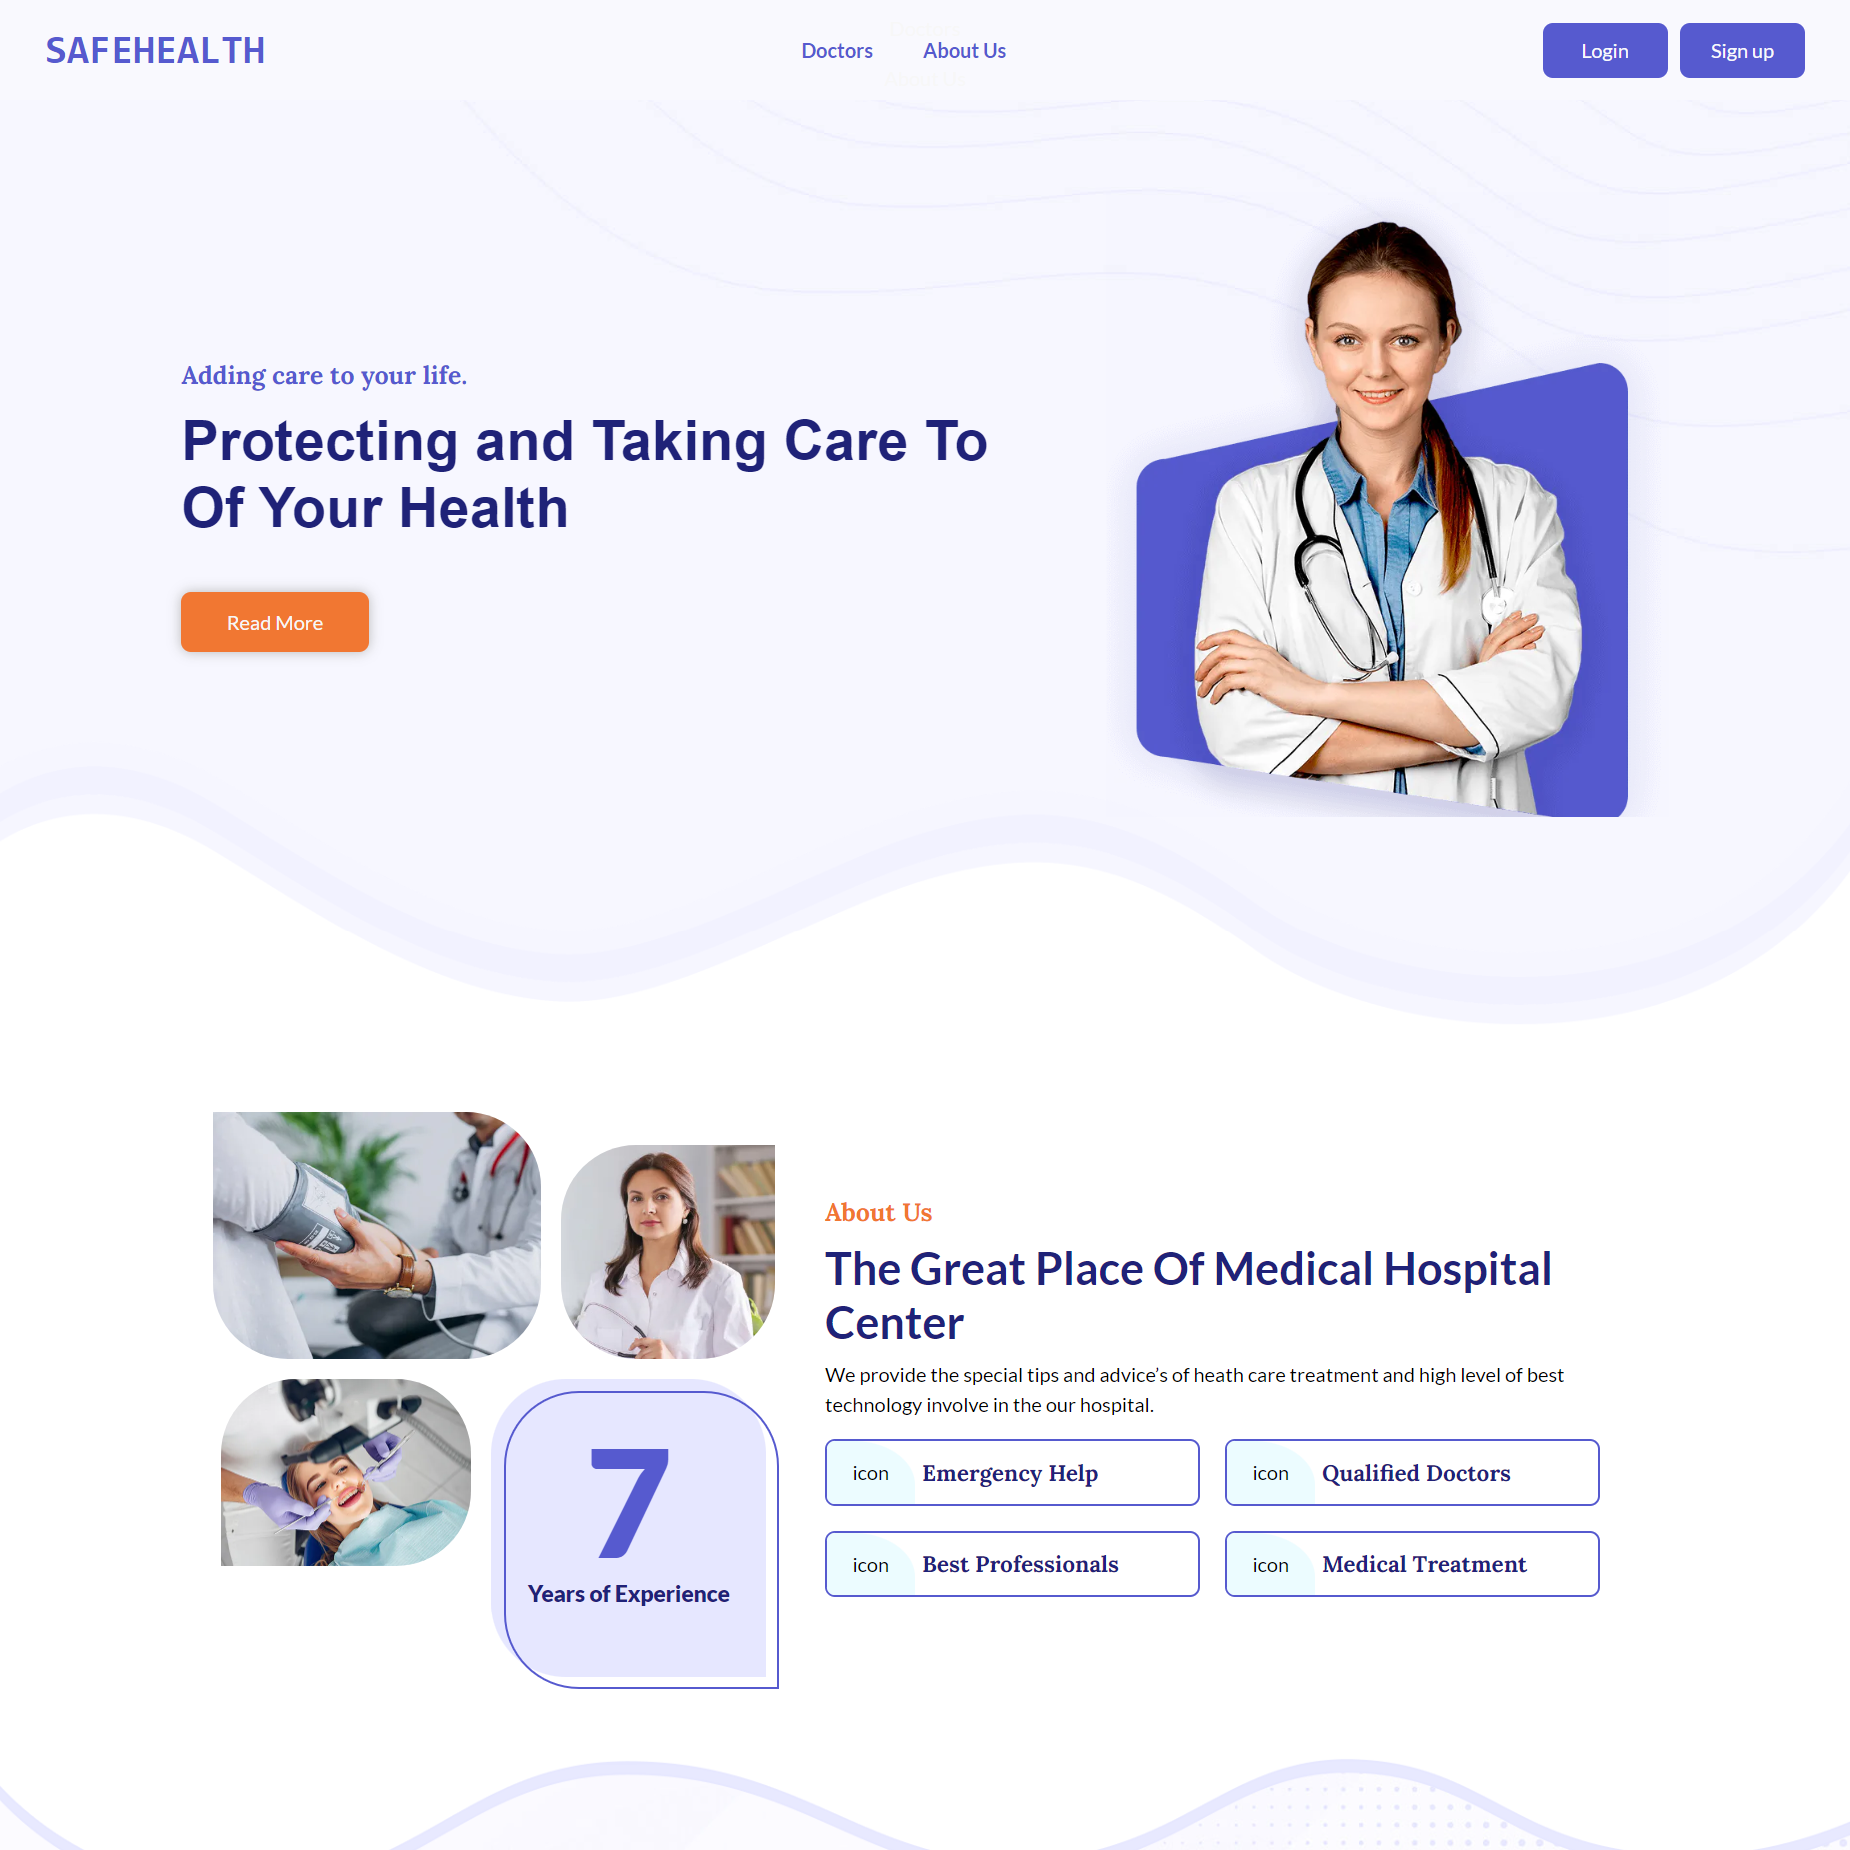 SAFEHEALTH
Doctors
About Us
Login
Sign up
Adding care to your life.
Protecting and Taking Care To
Of Your Health
Read More
7
Years of Experience
About Us
The Great Place Of Medical Hospital
Center
We provide the special tips and advice’s of heath care treatment and high level of best
technology involve in the our hospital.
icon Emergency Help
icon Qualified Doctors
icon Best Professionals
icon Medical Treatment